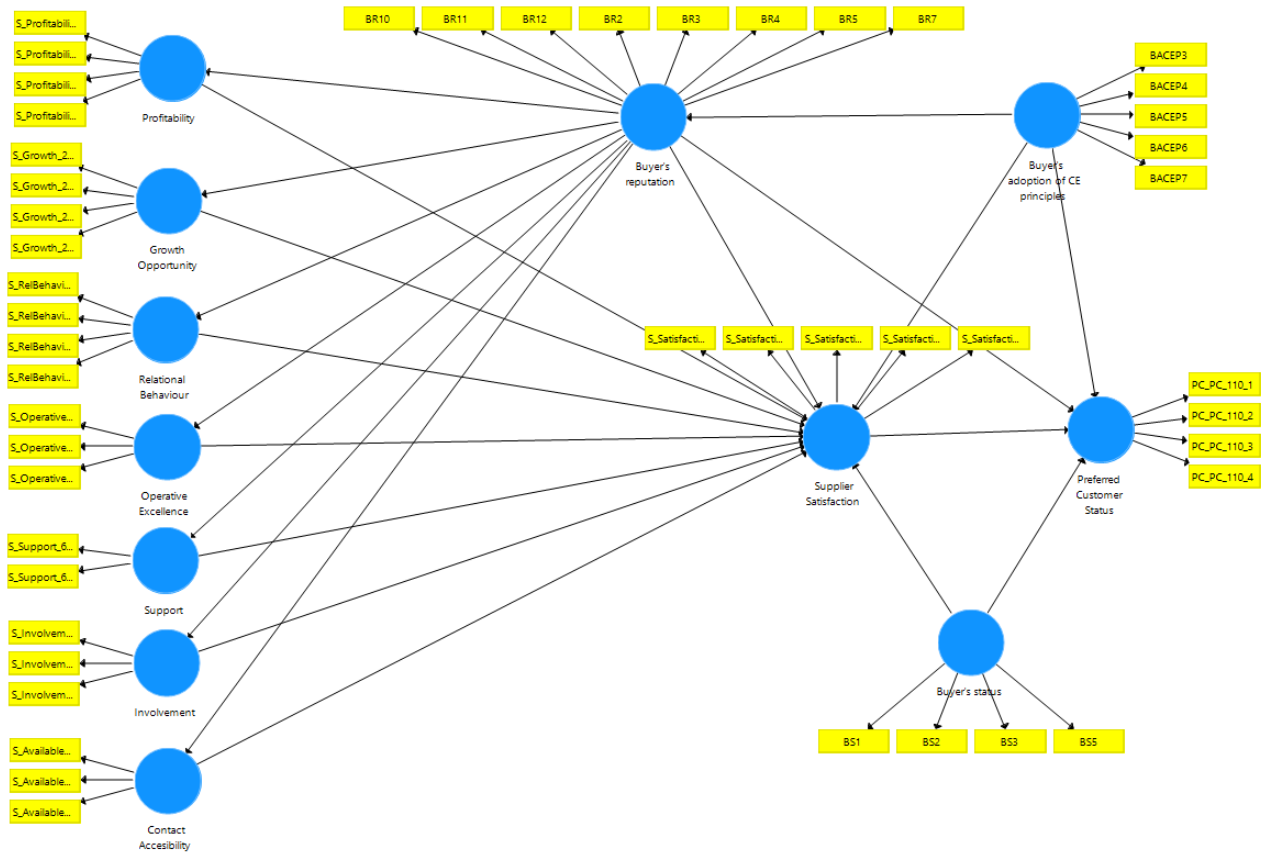 S_Profitabili...
S_Profitabili...
S_Profitabili...
S_Profitabili...
Profitability
BR10
BR11
BR12
BR2
BR3
BR4
BR5
BR7
Buyer's
reputation
BACEP3
BACEP4
BACEP5
BACEP6
BACEP7
Buyer's
adoption of CE
principles
S_Growth_2...
S_Growth_2...
S_Growth_2...
S_Growth_2...
Growth
Opportunity
S_RelBehavi...
S_RelBehavi...
S_RelBehavi...
S_RelBehavi...
Relational
Behaviour
S_Satisfacti...
S_Satisfacti...
S_Satisfacti...
S_Satisfacti...
S_Satisfacti...
Supplier
Satisfaction
PC_PC_110_1
PC_PC_110_2
PC_PC_110_3
PC_PC_110_4
Preferred
Customer
Status
S_Operative...
S_Operative...
S_Operative...
Operative
Excellence
S_Support_6...
S_Support_6...
Support
S_Involvem...
S_Involvem...
S_Involvem...
Involvement
Buyer's status
BS1
BS2
BS3
BS5
S_Available...
S_Available...
S_Available...
Contact
Accesibility